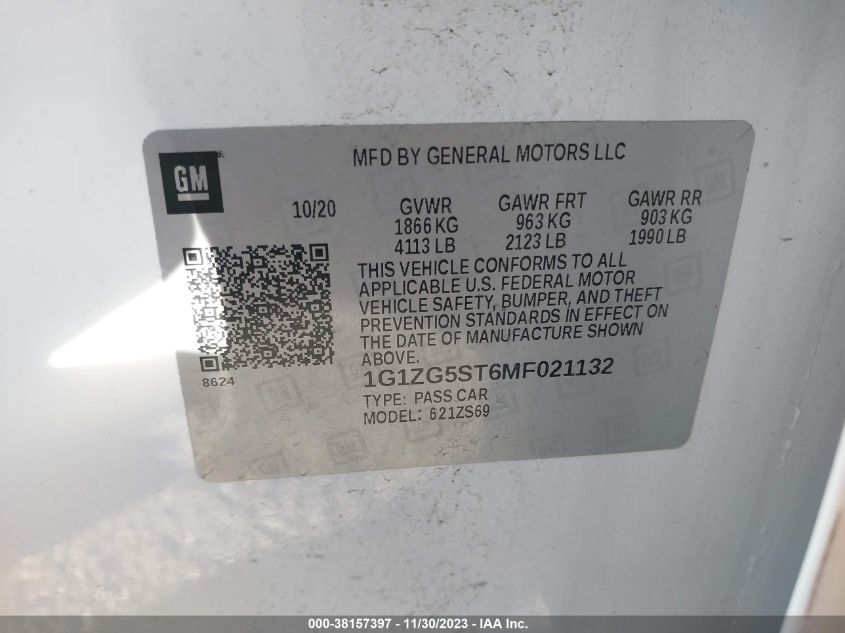 MFD BY GENERAL MOTORS LLC
GM
10/20
GVWR
1866 KG
4113 LB
GAWR FRT
963 KG
2123 LB
GAWR RR
903 KG
1990 LB
THIS VEHICLE CONFORMS TO ALL
APPLICABLE U.S. FEDERAL MOTOR
VEHICLE SAFETY, BUMPER, AND THEFT
PREVENTION STANDARDS IN EFFECT ON
THE DATE OF MANUFACTURE SHOWN
ABOVE.
8624
1G1ZG5ST6MF021132
TYPE: PASS CAR
MODEL: 621ZS69
000-38157397 - 11/30/2023 - IAA Inc.